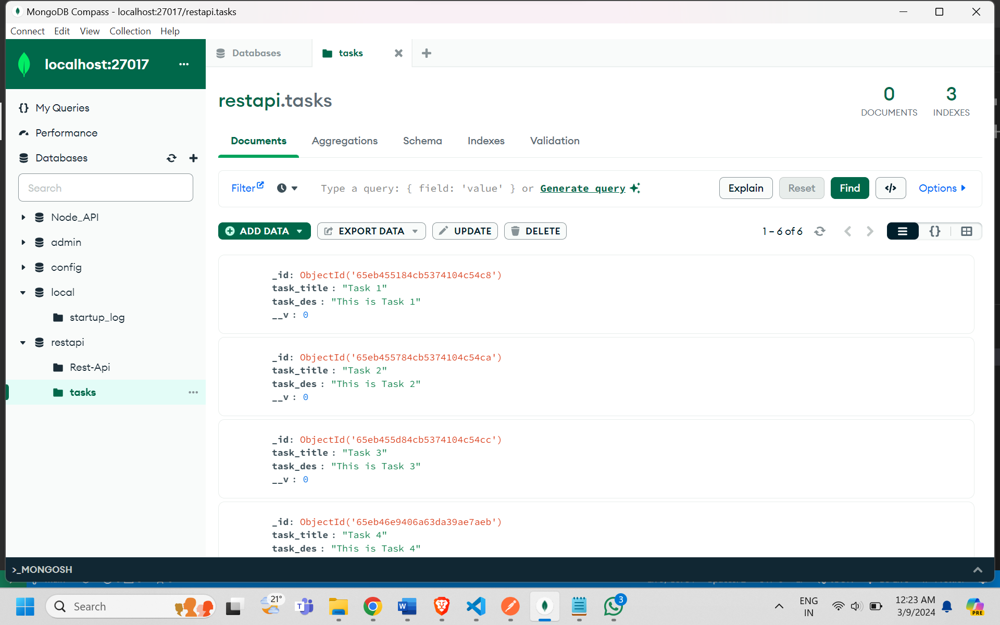 MongoDB Compass - localhost:27017/restapi.tasks
Connect Edit View Collection Help
localhost:27017 ...
Databases
tasks
My Queries
Performance
Databases
Search
Node_API
admin
config
local
startup_log
restapi
Rest-Api
tasks
restapi.tasks
0 DOCUMENTS
3 INDEXES
Documents Aggregations Schema Indexes Validation
Filter Type a query: { field: 'value' } or Generate query Explain Reset Find </> Options
ADD DATA EXPORT DATA UPDATE DELETE 1 – 6 of 6 {}
_id: ObjectId('65eb455184cb5374104c54c8')
task_title : "Task 1"
task_des : "This is Task 1"
__v : 0
_id: ObjectId('65eb455784cb5374104c54ca')
task_title : "Task 2"
task_des : "This is Task 2"
__v : 0
_id: ObjectId('65eb455d84cb5374104c54cc')
task_title : "Task 3"
task_des : "This is Task 3"
__v : 0
_id: ObjectId('65eb46e9406a63da39ae7aeb')
task_title : "Task 4"
task_des : "This is Task 4"
>_MONGOSH
Search
21°
3
ENG
IN
12:23 AM
3/9/2024
PRE